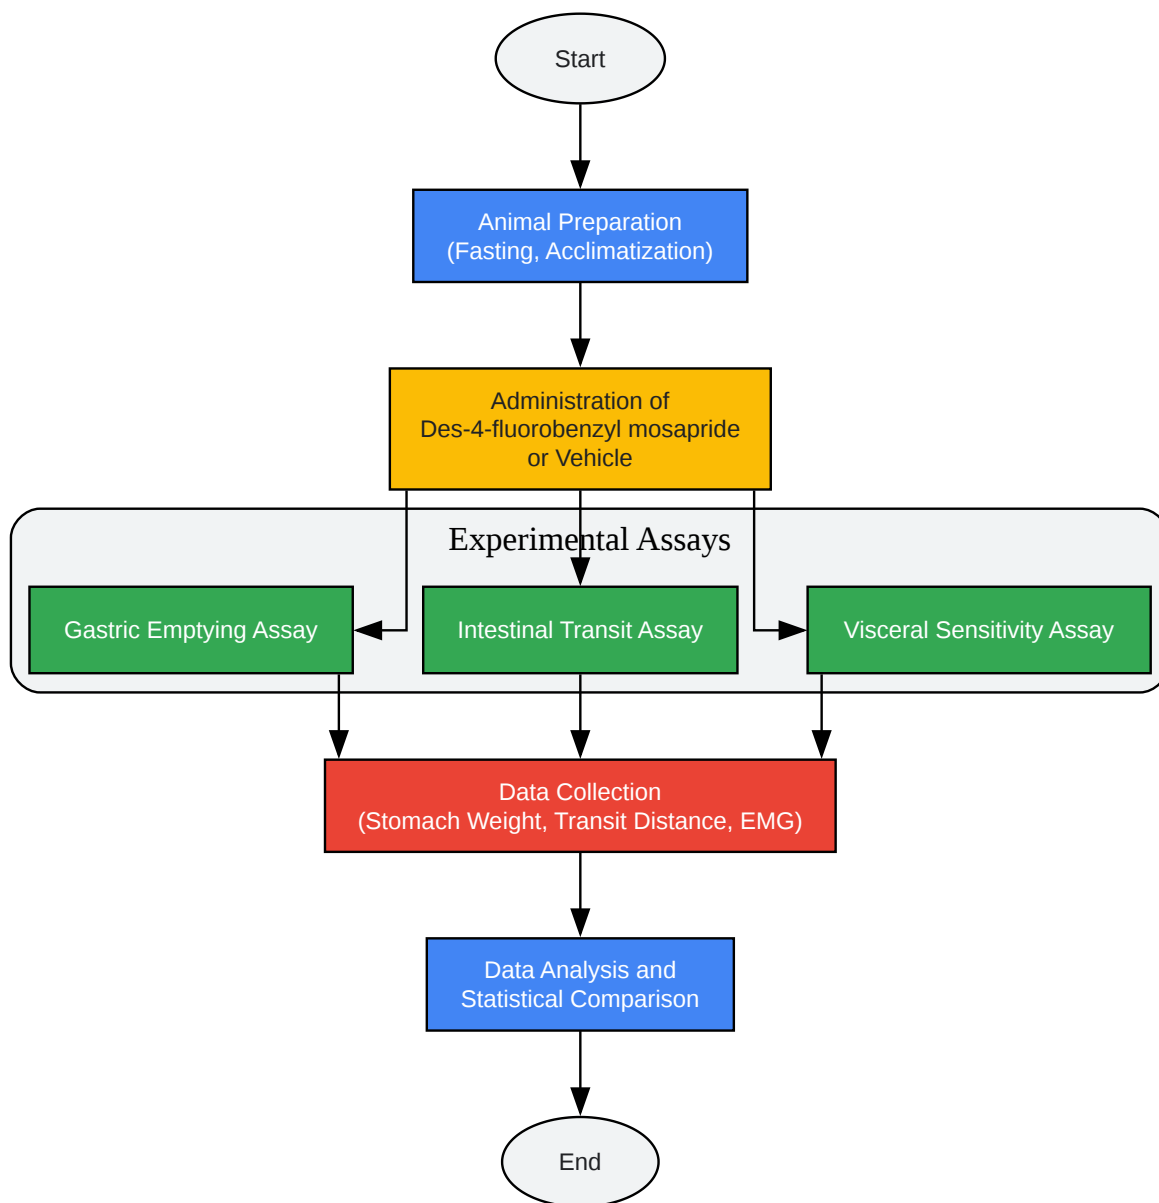 Start
Animal Preparation
(Fasting, Acclimatization)
Administration of
Des-4-fluorobenzyl mosapride
or Vehicle
Experimental Assays
Gastric Emptying Assay
Intestinal Transit Assay
Visceral Sensitivity Assay
Data Collection
(Stomach Weight, Transit Distance, EMG)
Data Analysis and
Statistical Comparison
End